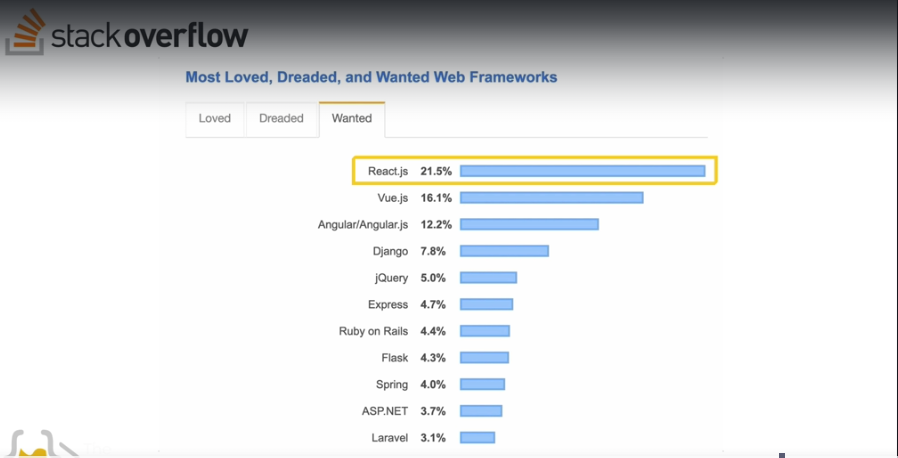 stackoverflow
Most Loved, Dreaded, and Wanted Web Frameworks
Loved Dreaded Wanted
React.js 21.5%
Vue.js 16.1%
Angular/Angular.js 12.2%
Django 7.8%
jQuery 5.0%
Express 4.7%
Ruby on Rails 4.4%
Flask 4.3%
Spring 4.0%
ASP.NET 3.7%
Laravel 3.1%